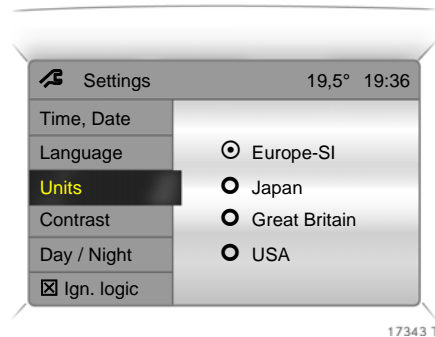 Settings 19,5° 19:36
Time, Date
Language
Units
Contrast
Day / Night
Ign. logic
Europe-SI
Japan
Great Britain
USA
17343 T